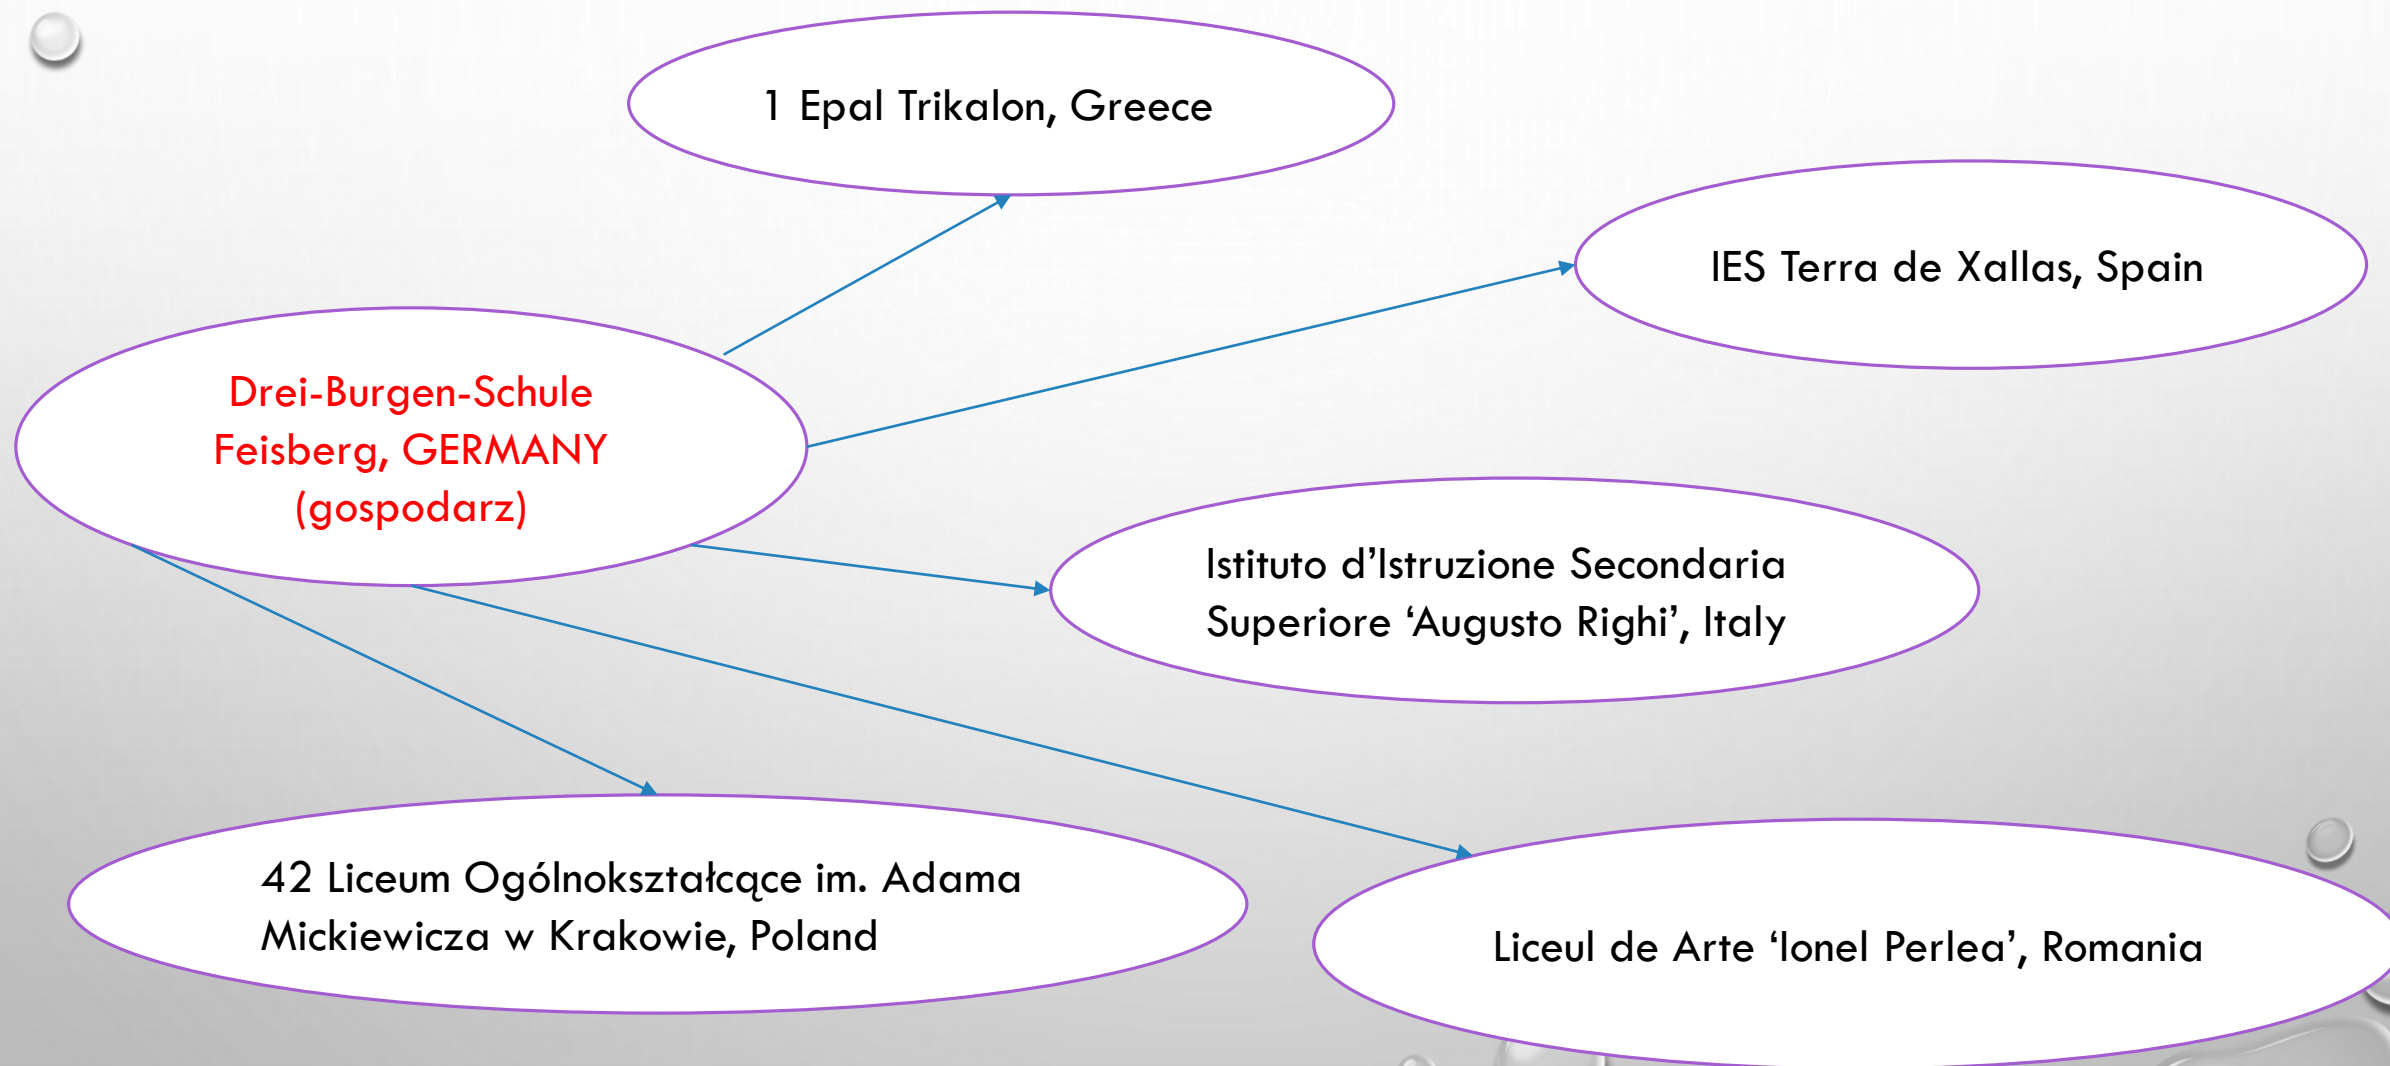 1 Epal Trikalon, Greece
IES Terra de Xallas, Spain
Drei-Burgen-Schule
Feisberg, GERMANY
(gospodarz)
Istituto d’Istruzione Secondaria
Superiore ‘Augusto Righi’, Italy
42 Liceum Ogólnokształcące im. Adama
Mickiewicza w Krakowie, Poland
Liceul de Arte ‘Ionel Perlea’, Romania